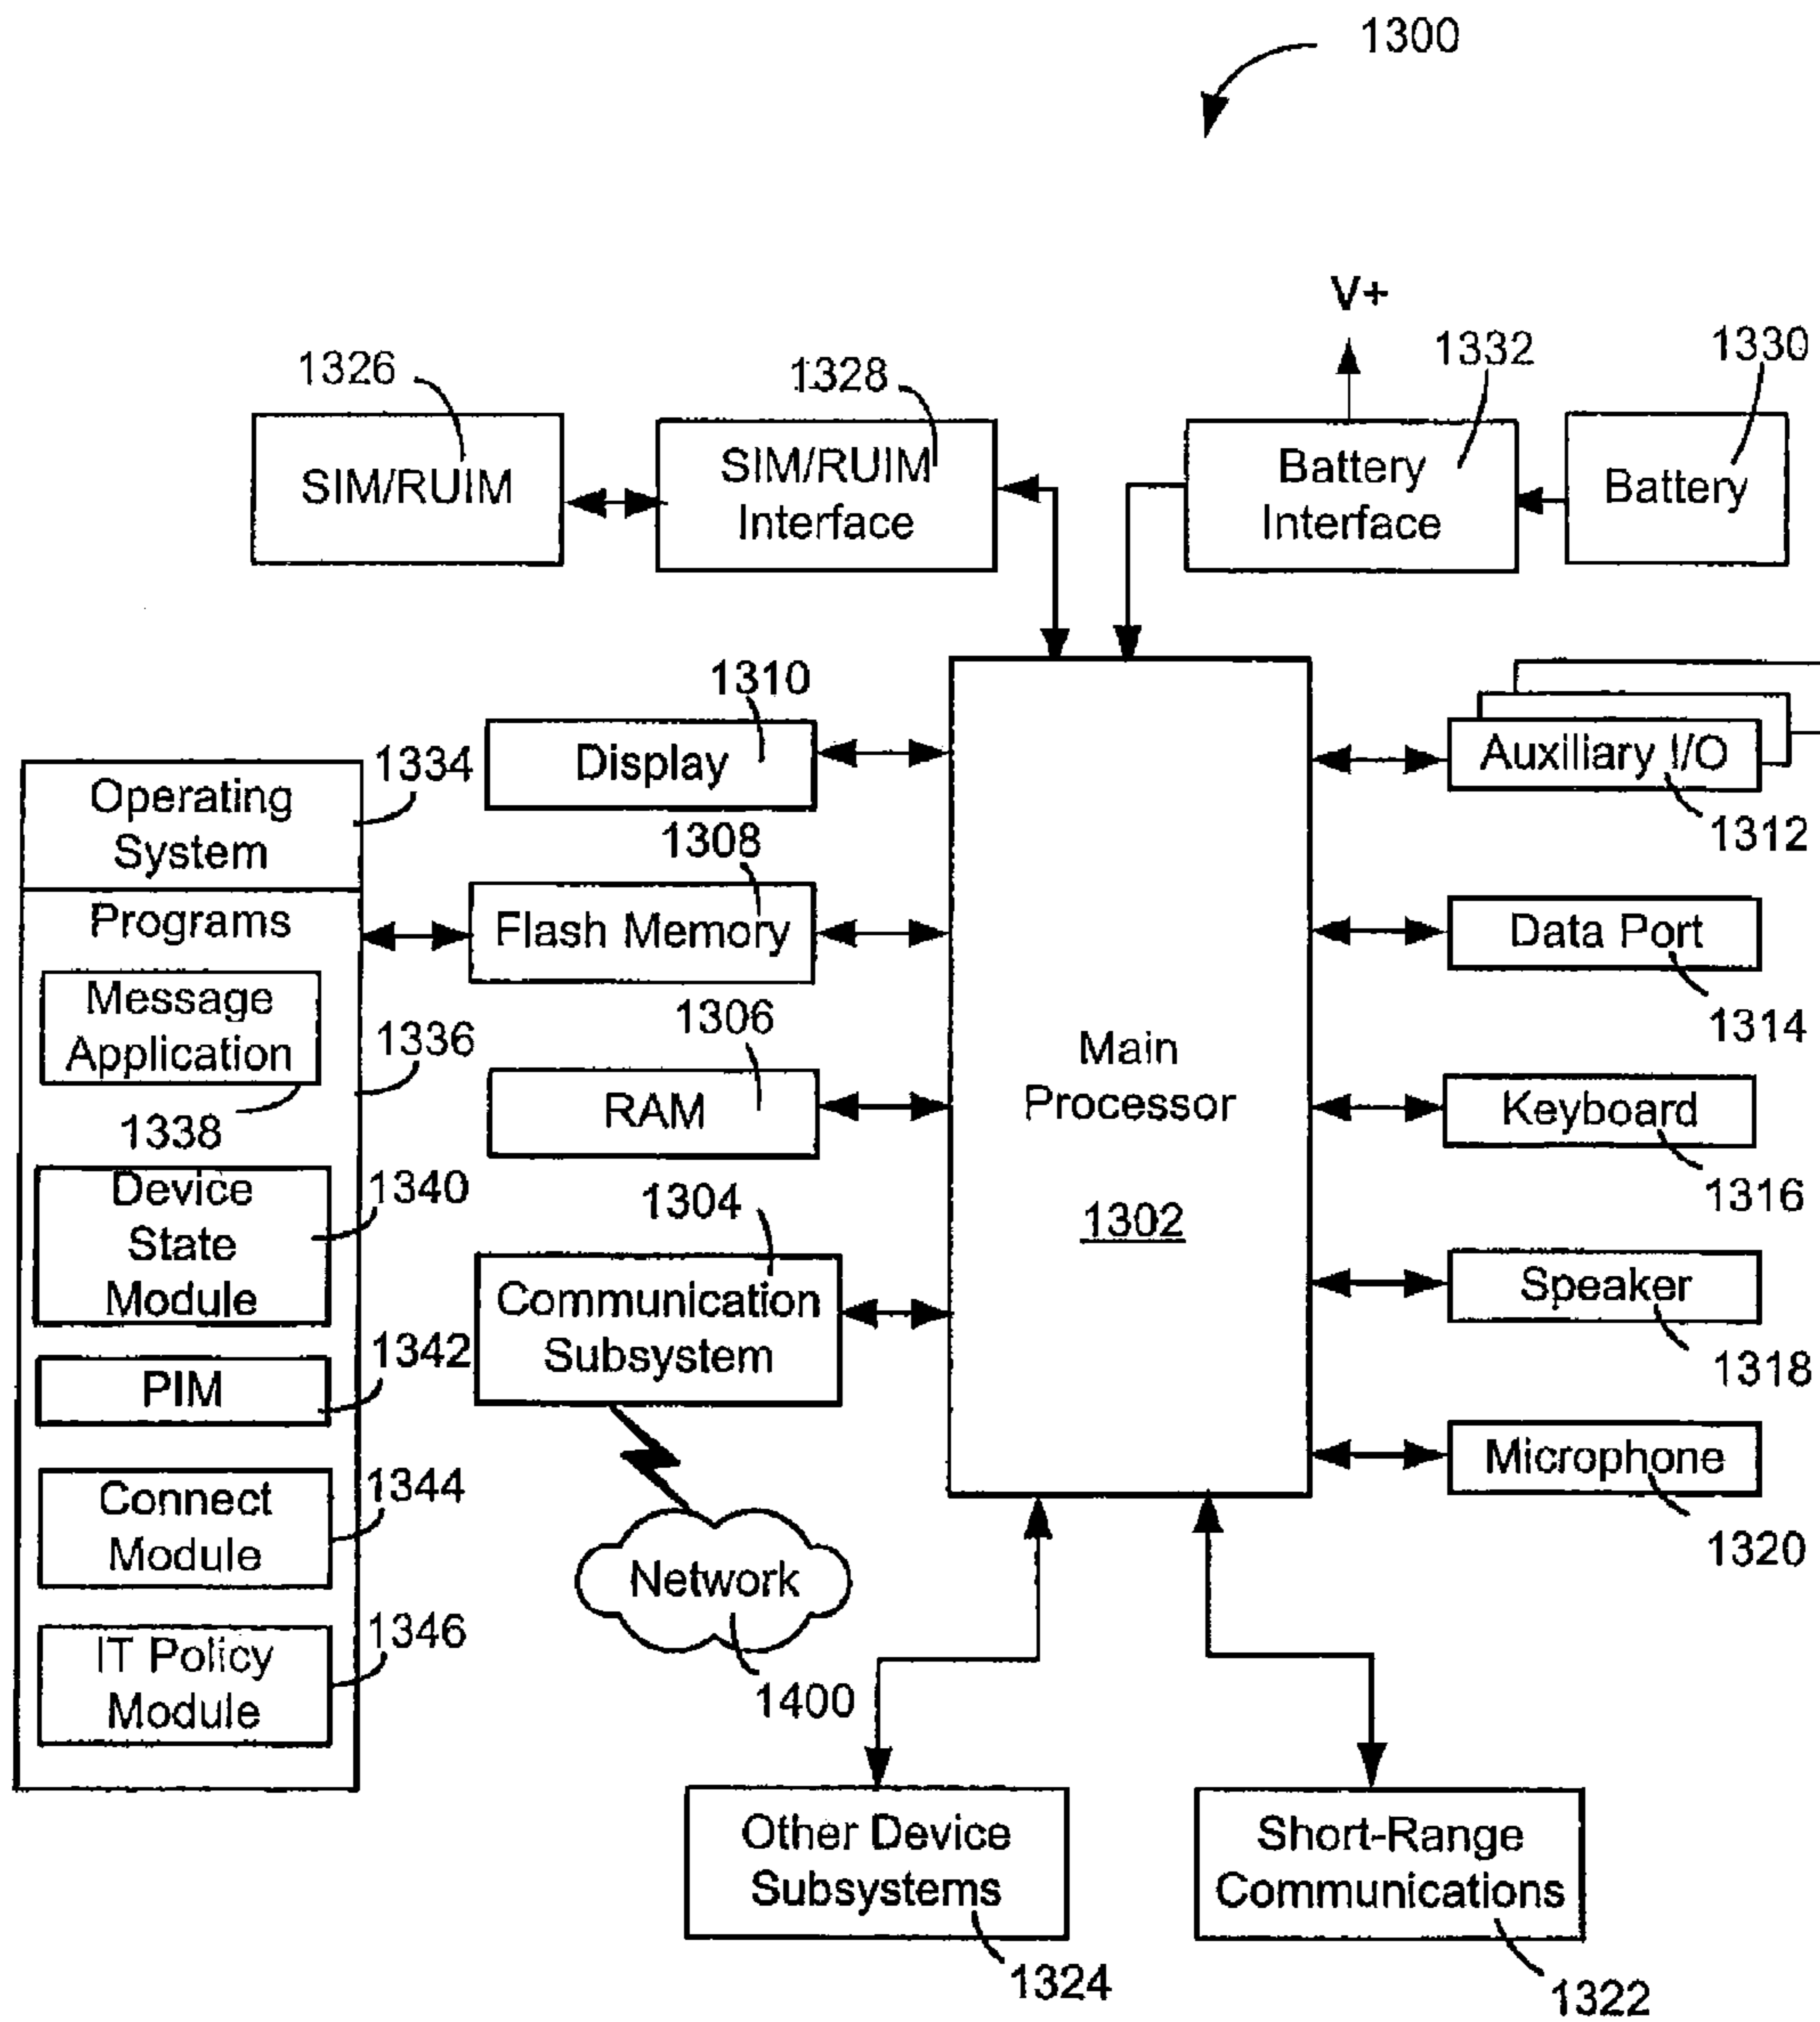 1300
V+
1326
1328
1332
1330
SIM/RUIM
SIM/RUIM
Interface
Battery
Interface
Battery
1310
Display
Auxiliary I/O
1312
1334
Operating
System
1308
Flash Memory
Programs
Data Port
1314
Message
Application
1338
1336
1306
RAM
Main
Processor
1302
Keyboard
1316
Device
State
Module
1340
1304
Communication
Subsystem
Speaker
1318
PIM
1342
Microphone
1320
Connect
Module
1344
Network
1400
IT Policy
Module
1346
Other Device
Subsystems
1324
Short-Range
Communications
1322